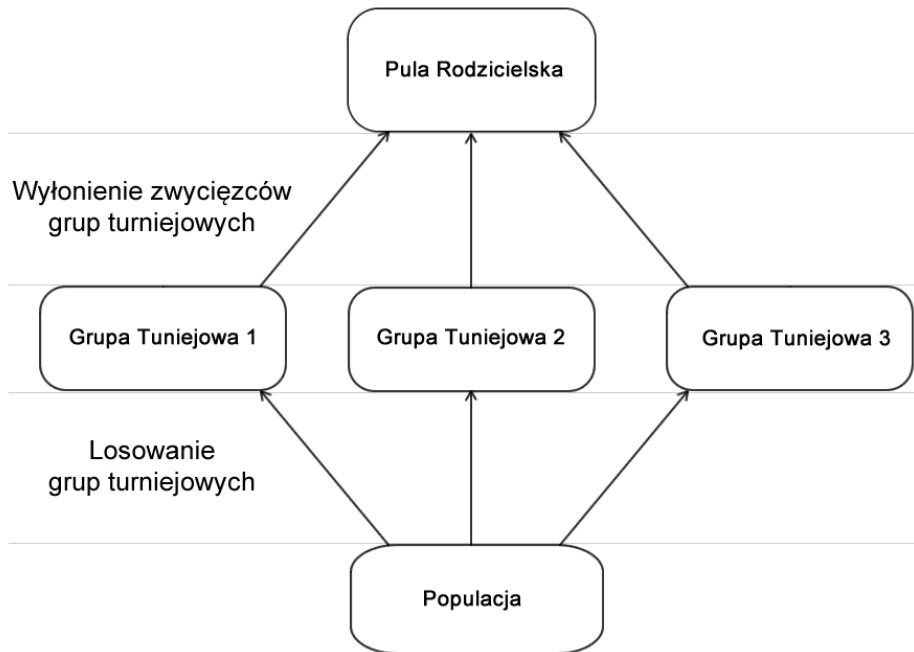 Pula Rodzicielska
Wyłonienie zwycięzców
grup turniejowych
Grupa Tuniejowa 1
Grupa Tuniejowa 2
Grupa Tuniejowa 3
Losowanie
grup turniejowych
Populacja